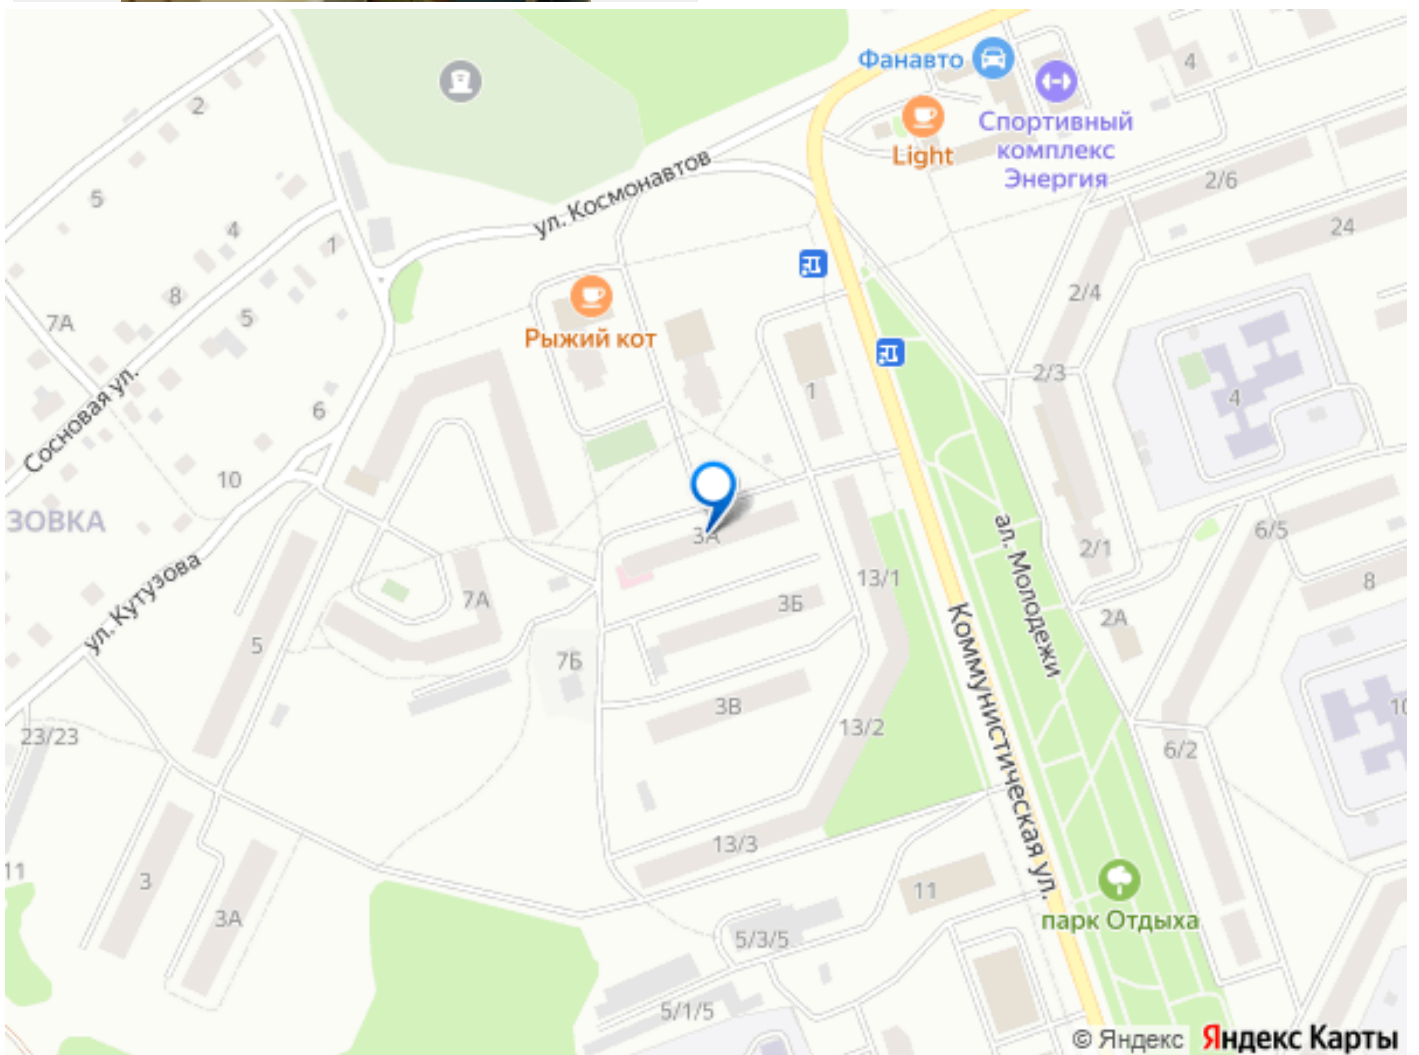 Фанавто
Спортивный
комплекс
Энергия
Light
4
2
5
4
1
8
5
7А
ул. Космонавтов
2/6
24
2/4
Рыжий кот
1
2/3
4
Сосновая ул.
6
10
ЗОВКА
3А
ал. Молодежи
2/1
6/5
8
13/1
3Б
2А
ул. Кутузова
7А
5
7Б
Коммунистическая ул.
3В
13/2
10
23/23
6/2
13/3
11
3
3А
11
парк Отдыха
5/3/5
5/1/5
© Яндекс Яндекс Карты